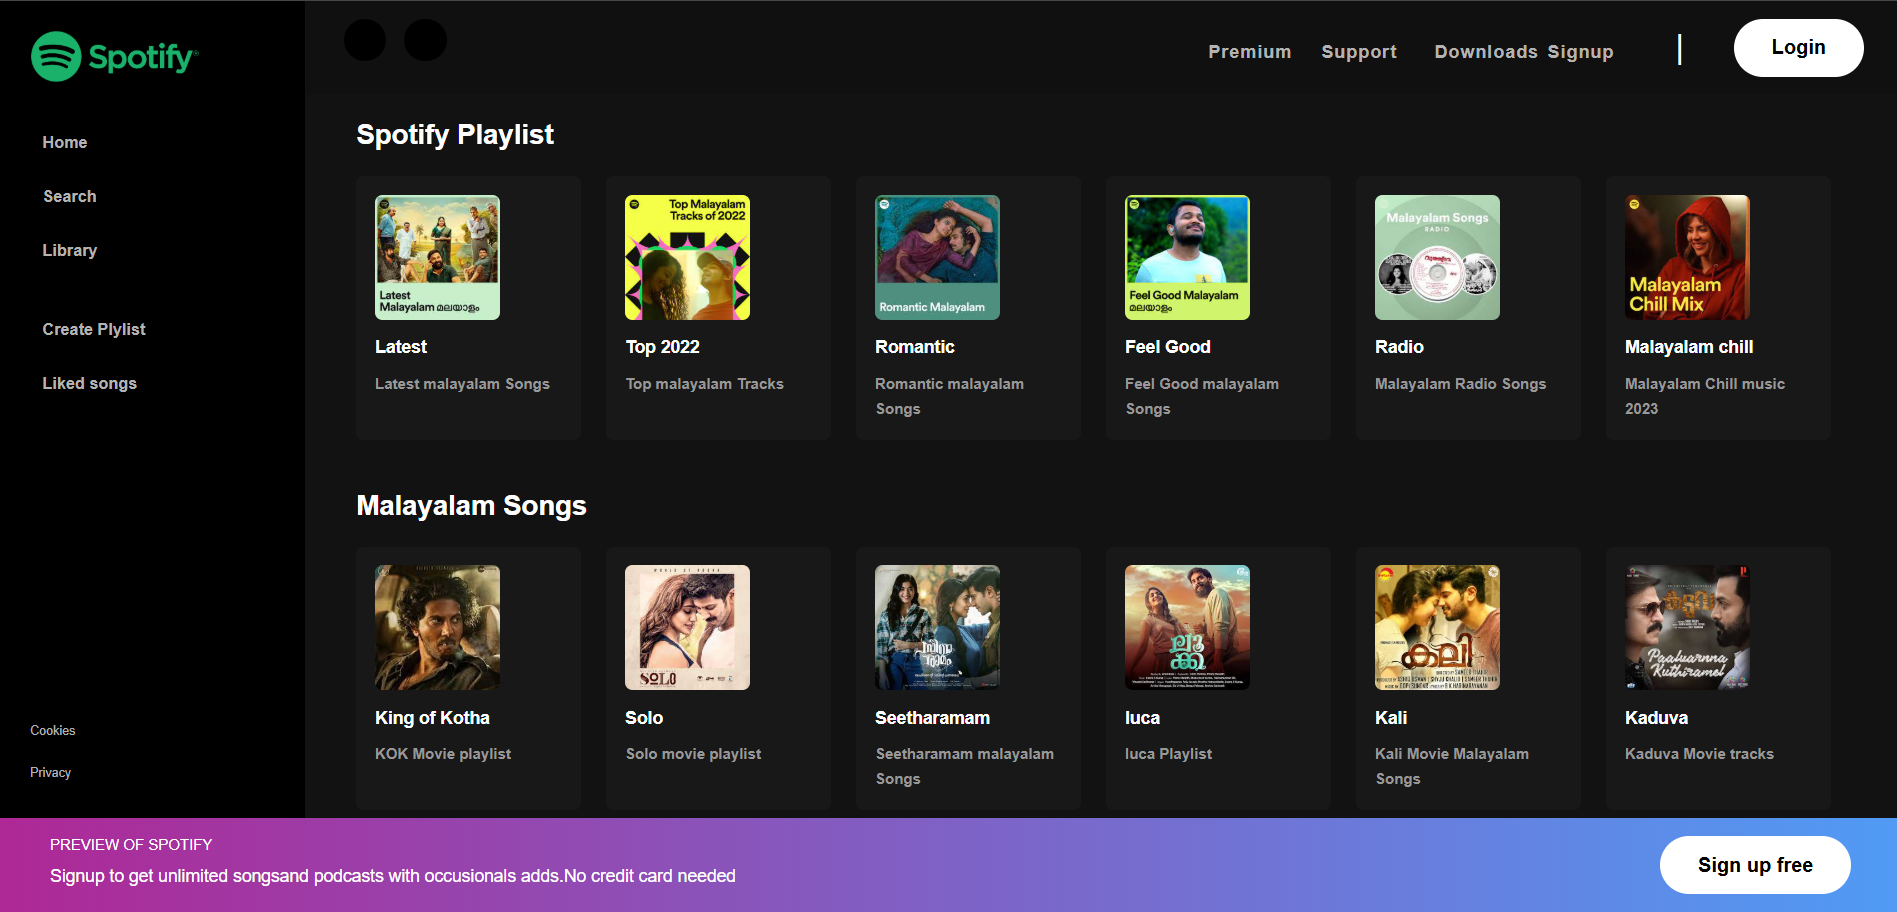 Spotify
Premium Support Downloads Signup | Login
Home
Search
Library
Create Plylist
Liked songs
Cookies
Privacy
Spotify Playlist
Latest
Malayalam മലയാളം
Latest
Latest malayalam Songs
Top Malayalam
Tracks of 2022
Top 2022
Top malayalam Tracks
Romantic Malayalam
Romantic
Romantic malayalam
Songs
Feel Good Malayalam
മലയാളം
Feel Good
Feel Good malayalam
Songs
Malayalam Songs
RADIO
Radio
Malayalam Radio Songs
Malayalam
Chill Mix
Malayalam chill
Malayalam Chill music
2023
Malayalam Songs
King of Kotha
KOK Movie playlist
SOLO
Solo
Solo movie playlist
Seetharamam
Seetharamam malayalam
Songs
ലൂക്ക
luca
luca Playlist
കലി
Kali
Kali Movie Malayalam
Songs
കടുവ
Paaluarnna
Kuthiramel
Kaduva
Kaduva Movie tracks
PREVIEW OF SPOTIFY
Signup to get unlimited songsand podcasts with occusionals adds.No credit card needed
Sign up free